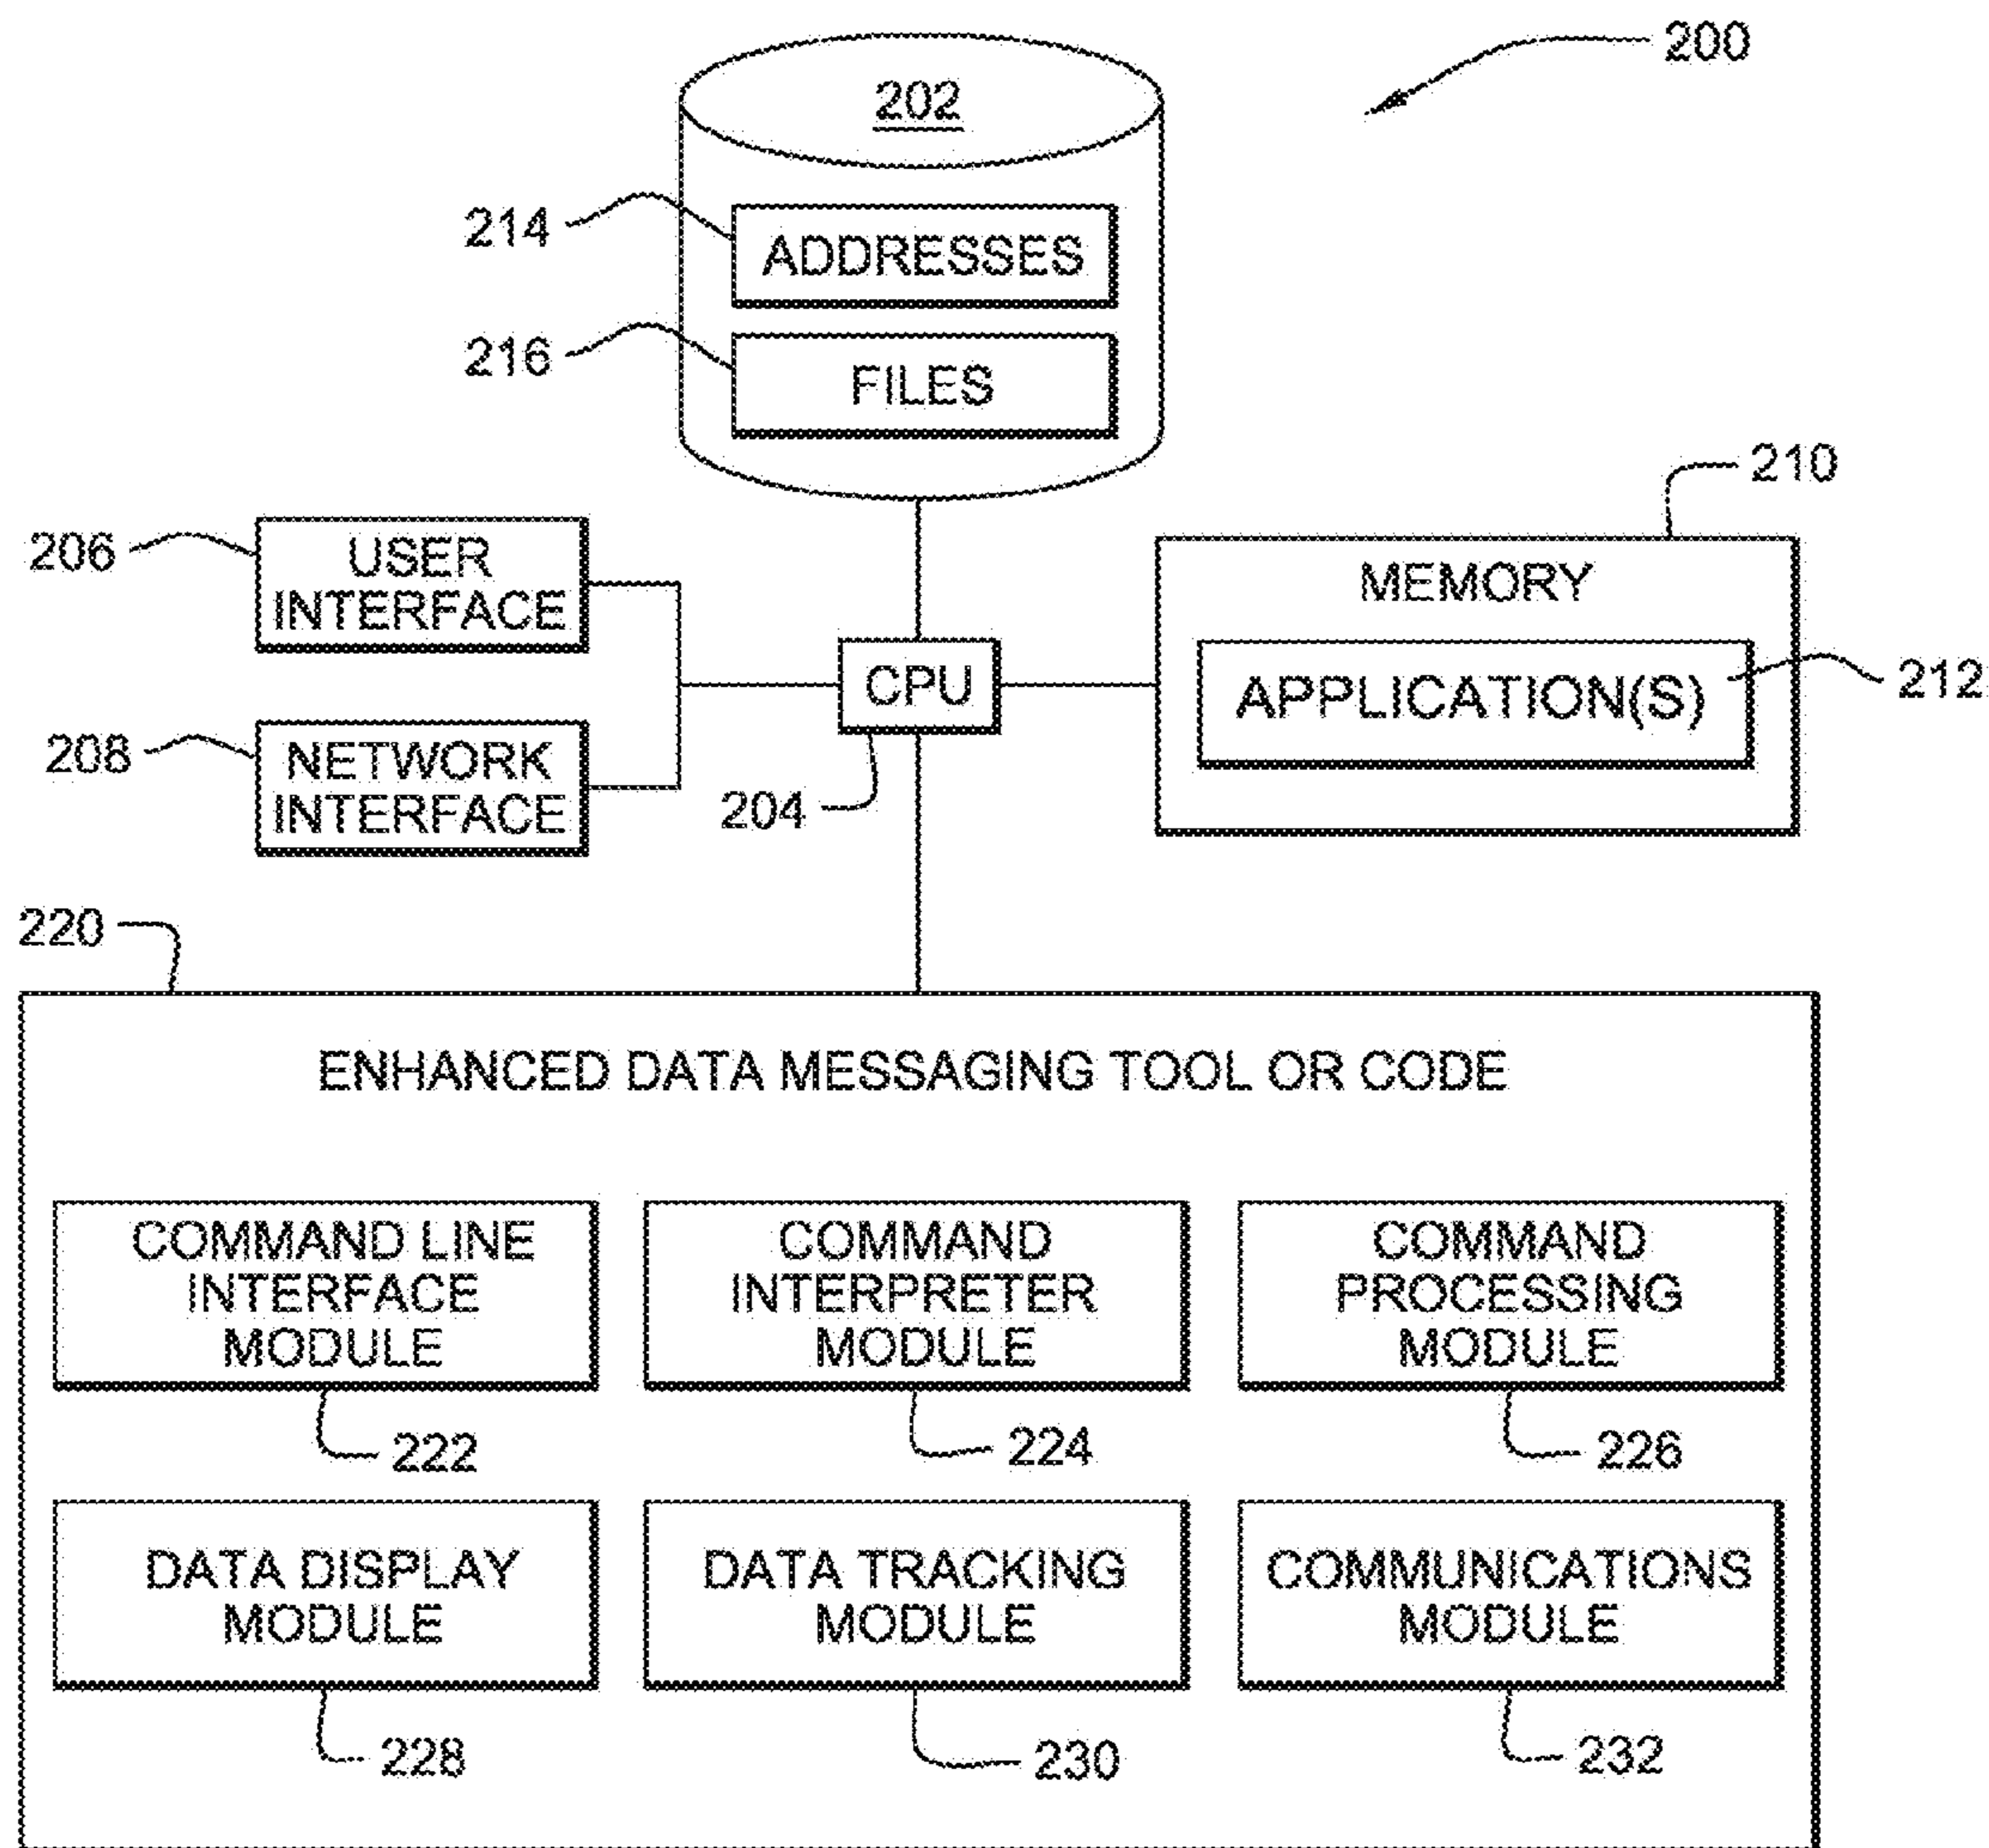 200
202
214
ADDRESSES
216
FILES
210
206
USER
INTERFACE
MEMORY
CPU
APPLICATION(S)
212
208
NETWORK
INTERFACE
204
220
ENHANCED DATA MESSAGING TOOL OR CODE
COMMAND LINE
INTERFACE
MODULE
222
COMMAND
INTERPRETER
MODULE
224
COMMAND
PROCESSING
MODULE
226
DATA DISPLAY
MODULE
228
DATA TRACKING
MODULE
230
COMMUNICATIONS
MODULE
232